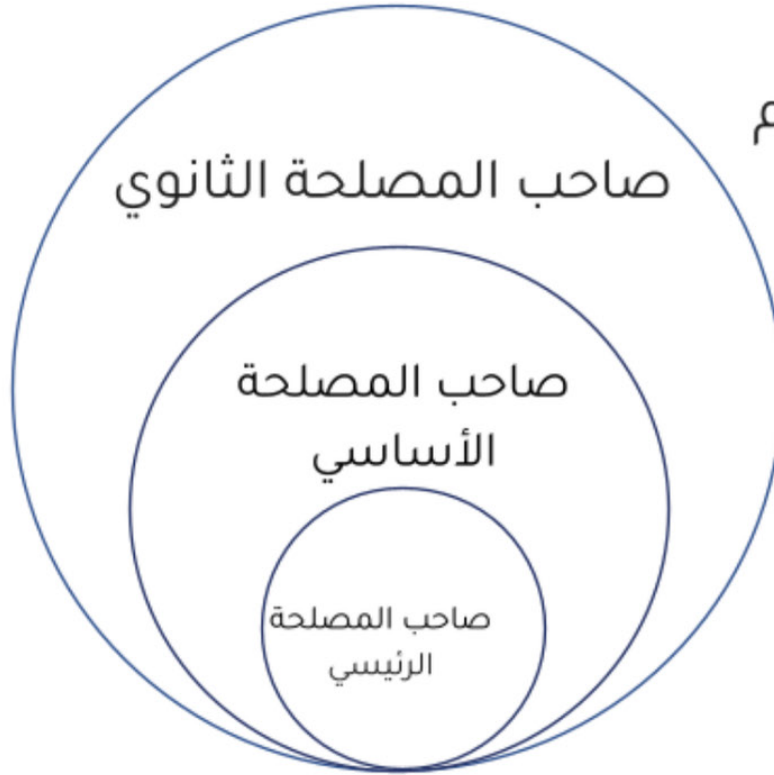 صاحب المصلحة الثانوي
صاحب المصلحة
الأساسي
صاحب المصلحة
الرئيسي